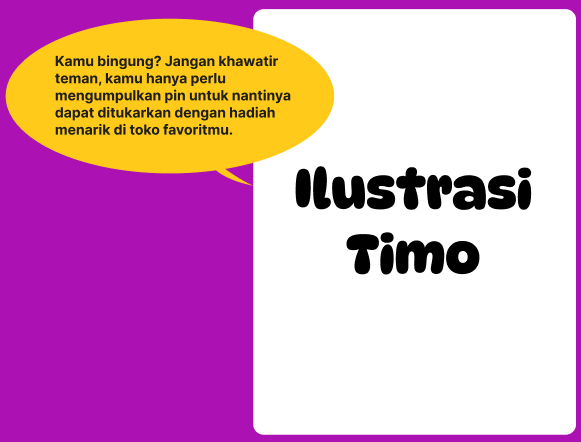 Kamu bingung? Jangan khawatir
teman, kamu hanya perlu
mengumpulkan pin untuk nantinya
dapat ditukarkan dengan hadiah
menarik di toko favoritmu.
Ilustrasi
Timo